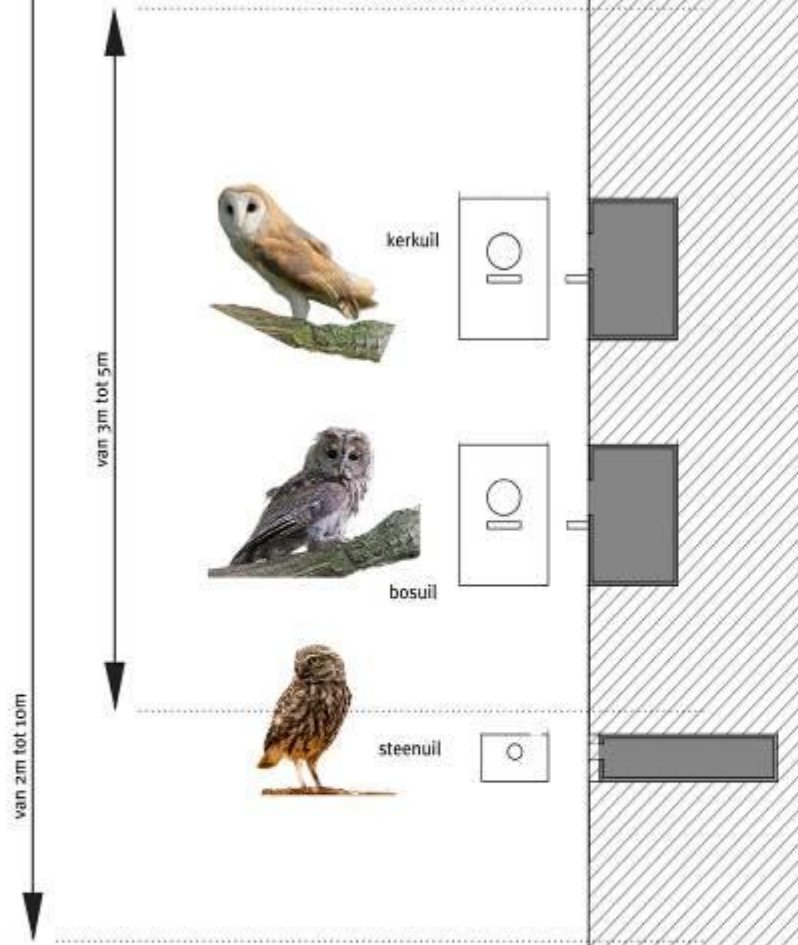 kerkuil
van 3m tot 5m
bosuil
steenuil
van 2m tot 10m